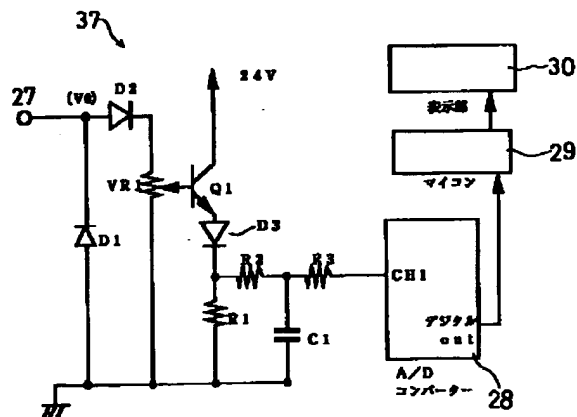 37
27
(Ve)
D2
24V
30
表示部
29
マイコン
VR1
Q1
D1
D3
R2
R3
CH1
R1
C1
デジタル
out
A/D
コンバーター
28